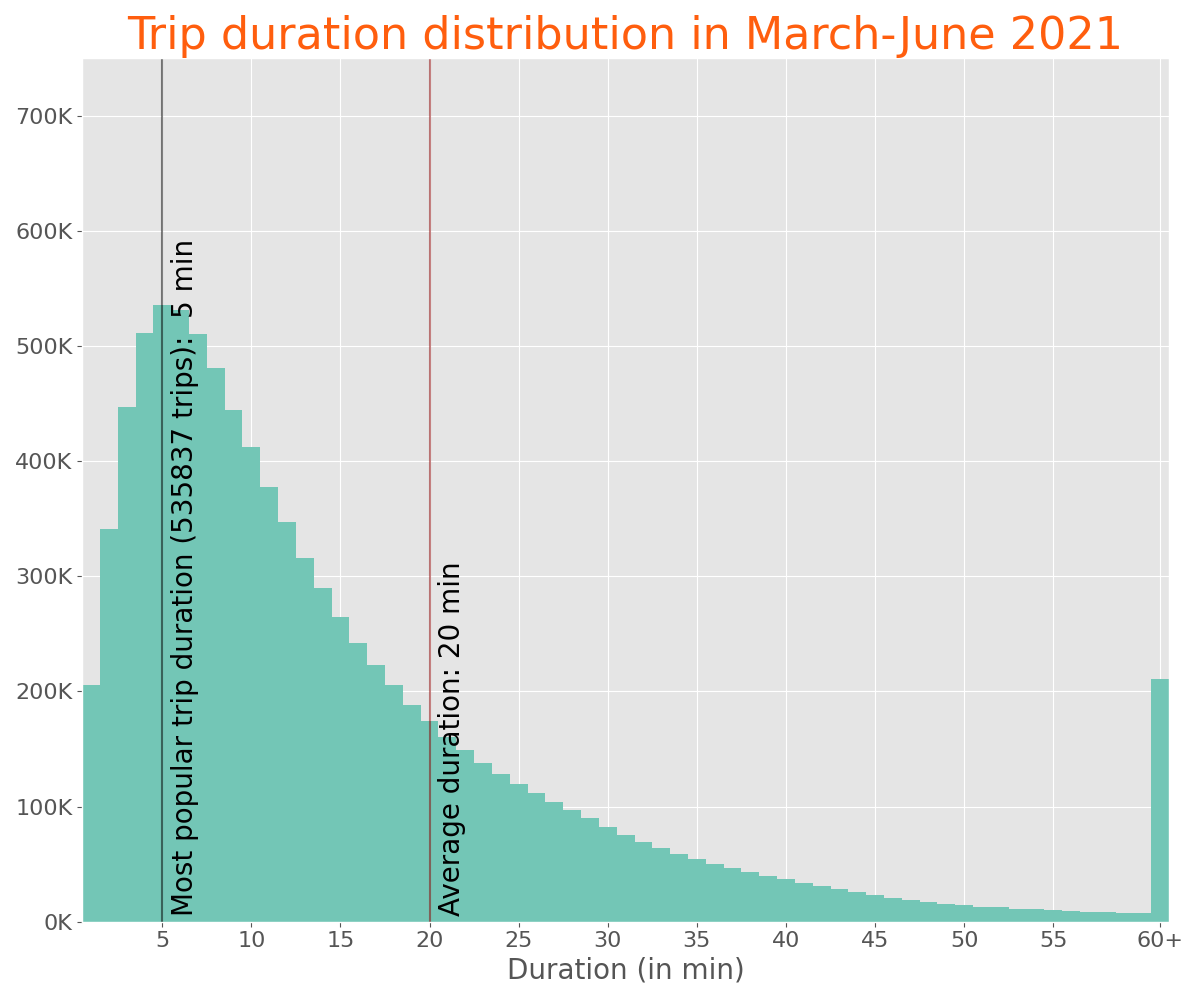 Trip duration distribution in March-June 2021
700K
600K
500K
400K
300K
200K
100K
0K
Most popular trip duration (535837 trips): 5 min
Average duration: 20 min
5 10 15 20 25 30 35 40 45 50 55 60+
Duration (in min)